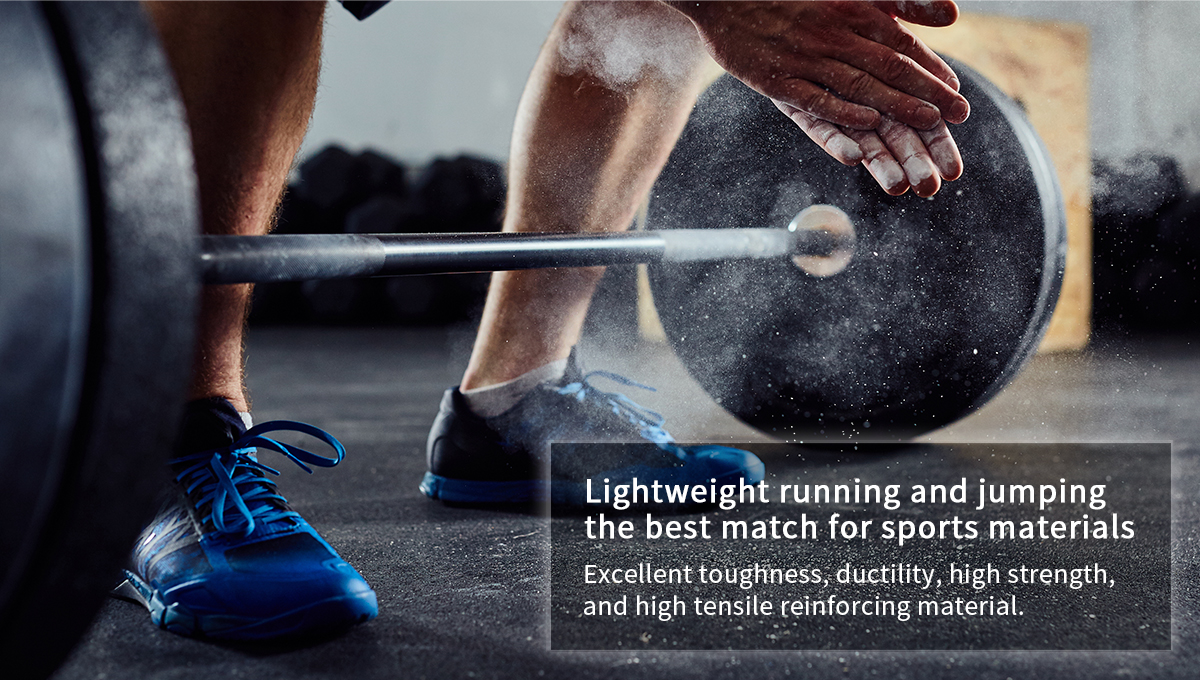 Lightweight running and jumping
the best match for sports materials
Excellent toughness, ductility, high strength,
and high tensile reinforcing material.